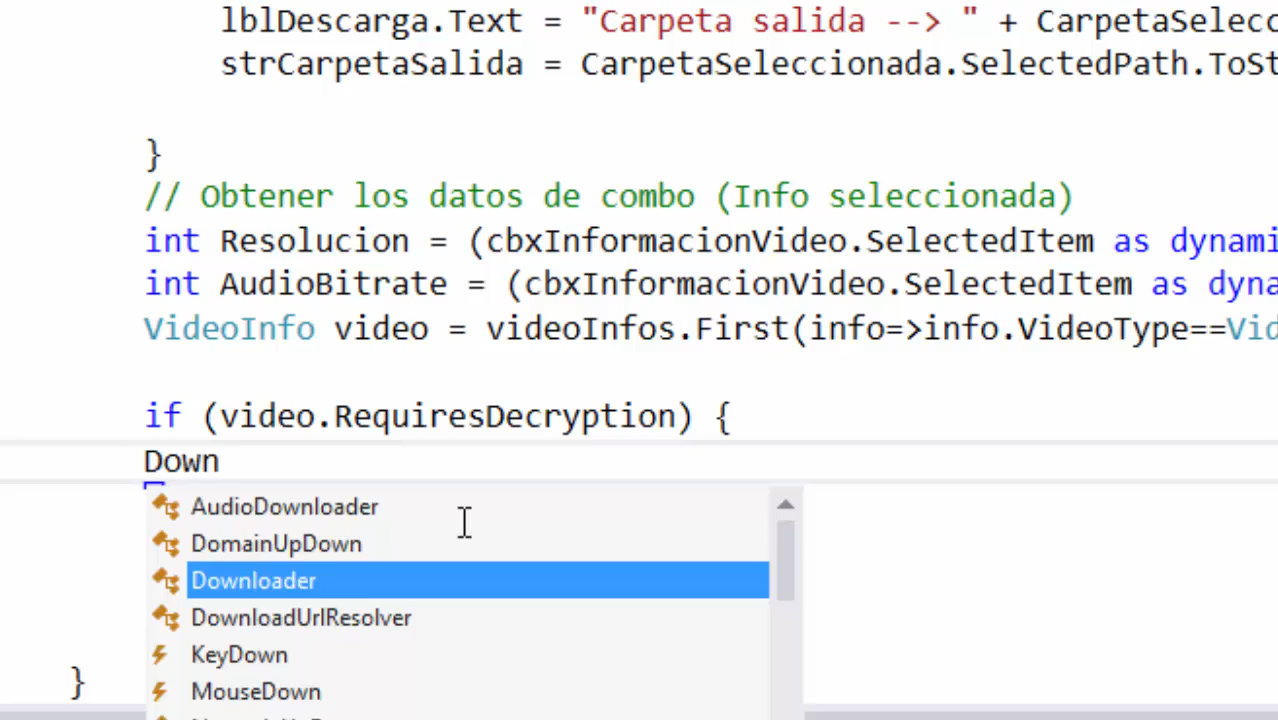 lblDescarga.Text = "Carpeta salida --> " + CarpetaSelecc
strCarpetaSalida = CarpetaSeleccionada.SelectedPath.ToSt
}
// Obtener los datos de combo (Info seleccionada)
int Resolucion = (cbxInformacionVideo.SelectedItem as dynami
int AudioBitrate = (cbxInformacionVideo.SelectedItem as dyna
VideoInfo video = videoInfos.First(info=>info.VideoType==Vid
if (video.RequiresDecryption) {
Down
AudioDownloader
DomainUpDown
Downloader
DownloadUrlResolver
KeyDown
MouseDown
}